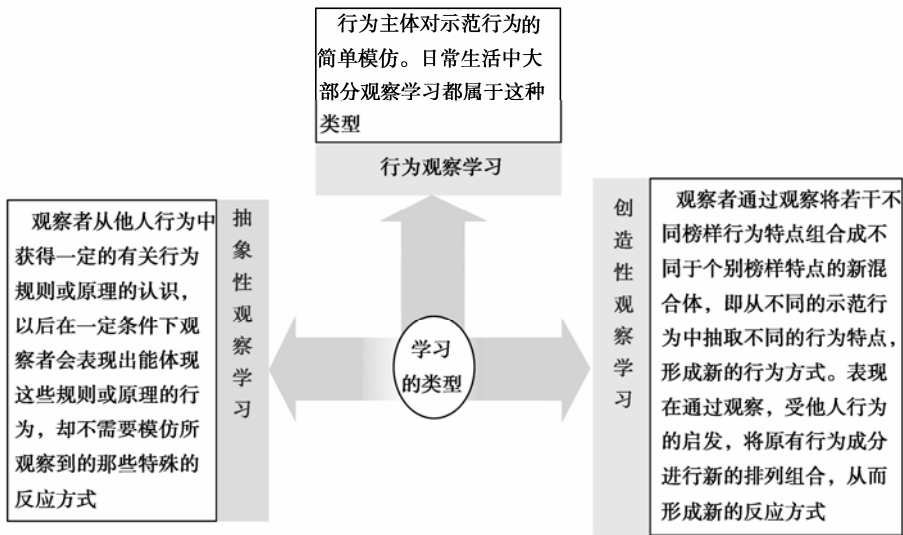 行为主体对示范行为的
简单模仿。日常生活中大
部分观察学习都属于这种
类型
行为观察学习
观察者从他人行为中
获得一定的有关行为
规则或原理的认识，
以后在一定条件下观
察者会表现出能体现
这些规则或原理的行
为，却不需要模仿所
观察到的那些特殊的
反应方式
抽象性观察学习
学习
的类型
创造性观察学习
观察者通过观察将若干不
同榜样行为特点组合成不
同于个别榜样特点的新混
合体，即从不同的示范行
为中抽取不同的行为特点，
形成新的行为方式。表现
在通过观察，受他人行为
的启发，将原有行为成分
进行新的排列组合，从而
形成新的反应方式